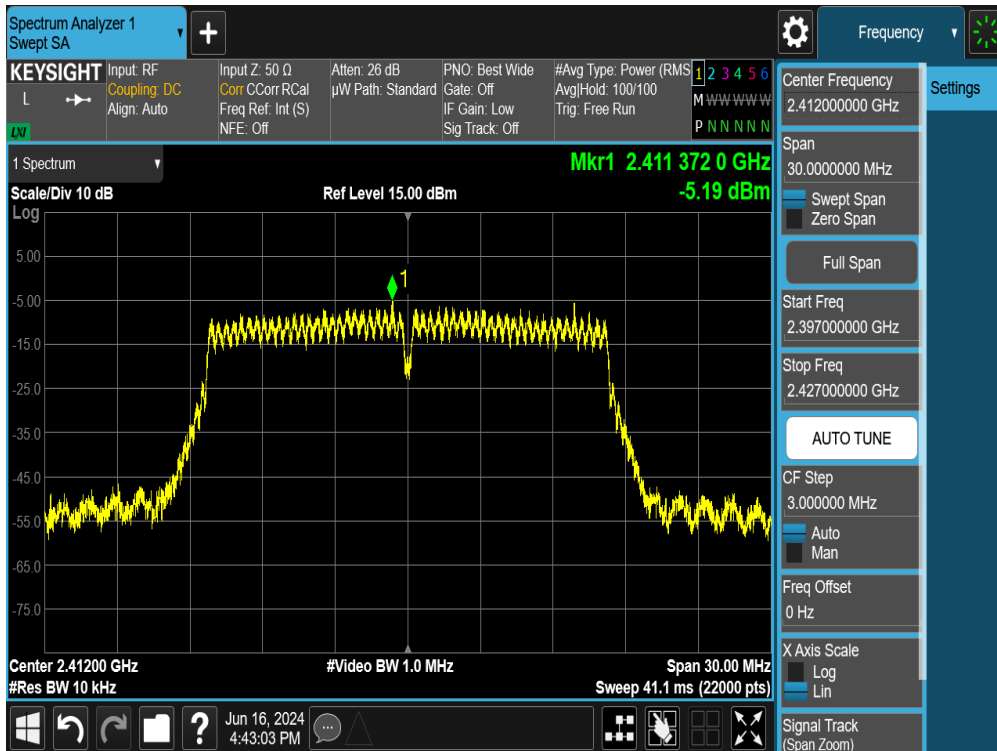 Spectrum Analyzer 1
Swept SA
+
Frequency
KEYSIGHT
L
LXI
Input: RF
Coupling: DC
Align: Auto
Input Z: 50 Ω
Corr CCorr RCal
Freq Ref: Int (S)
NFE: Off
Atten: 26 dB
µW Path: Standard
PNO: Best Wide
Gate: Off
IF Gain: Low
Sig Track: Off
#Avg Type: Power (RMS
Avg|Hold: 100/100
Trig: Free Run
1 2 3 4 5 6
M W W W W W
P N N N N N
1 Spectrum
Mkr1 2.411 372 0 GHz
-5.19 dBm
Scale/Div 10 dB
Ref Level 15.00 dBm
Log
1
5.00
-5.00
-15.0
-25.0
-35.0
-45.0
-55.0
-65.0
-75.0
Center 2.41200 GHz
#Video BW 1.0 MHz
Span 30.00 MHz
#Res BW 10 kHz
Sweep 41.1 ms (22000 pts)
Center Frequency
2.412000000 GHz
Settings
Span
30.0000000 MHz
Swept Span
Zero Span
Full Span
Start Freq
2.397000000 GHz
Stop Freq
2.427000000 GHz
AUTO TUNE
CF Step
3.000000 MHz
Auto
Man
Freq Offset
0 Hz
X Axis Scale
Log
Lin
Signal Track
(Span Zoom)
?
Jun 16, 2024
4:43:03 PM